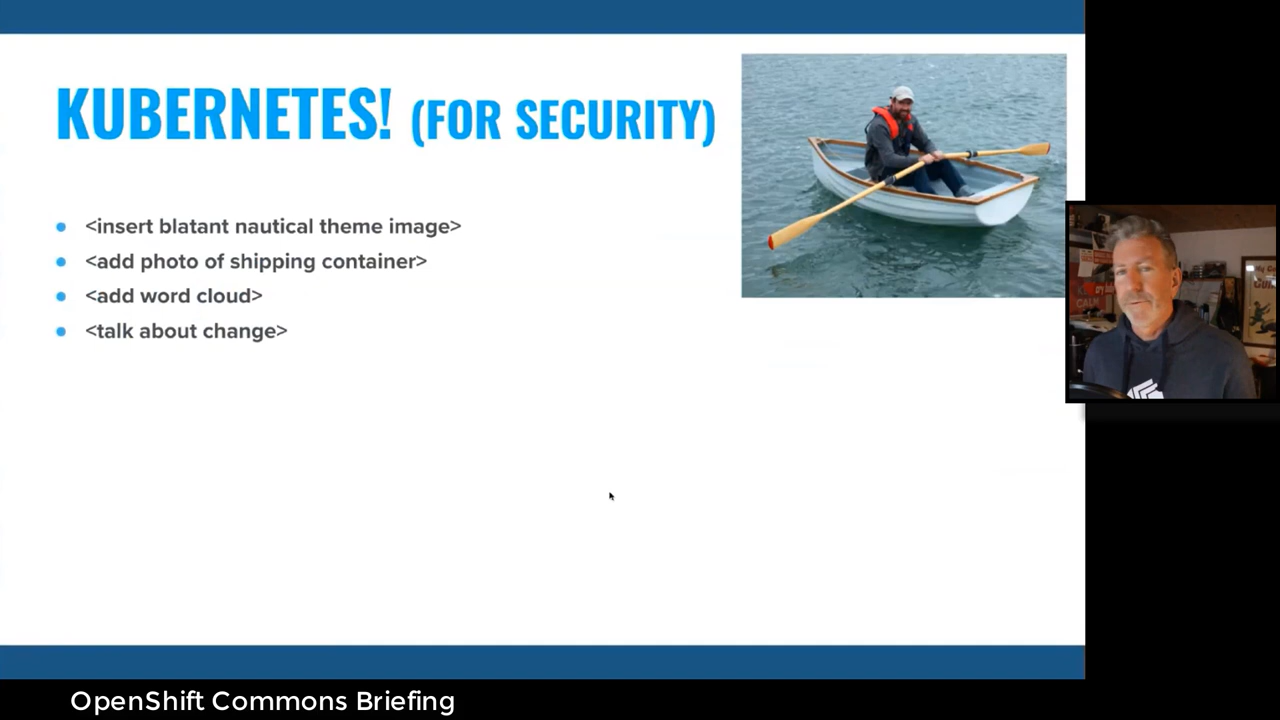 KUBERNETES! (FOR SECURITY)
<insert blatant nautical theme image>
<add photo of shipping container>
<add word cloud>
<talk about change>
OpenShift Commons Briefing